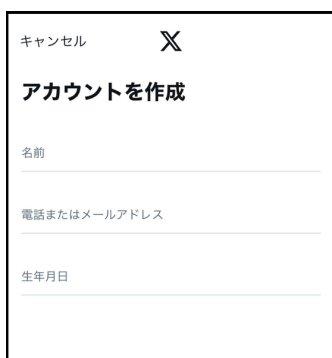 キャンセル
アカウントを作成
名前
電話またはメールアドレス
生年月日